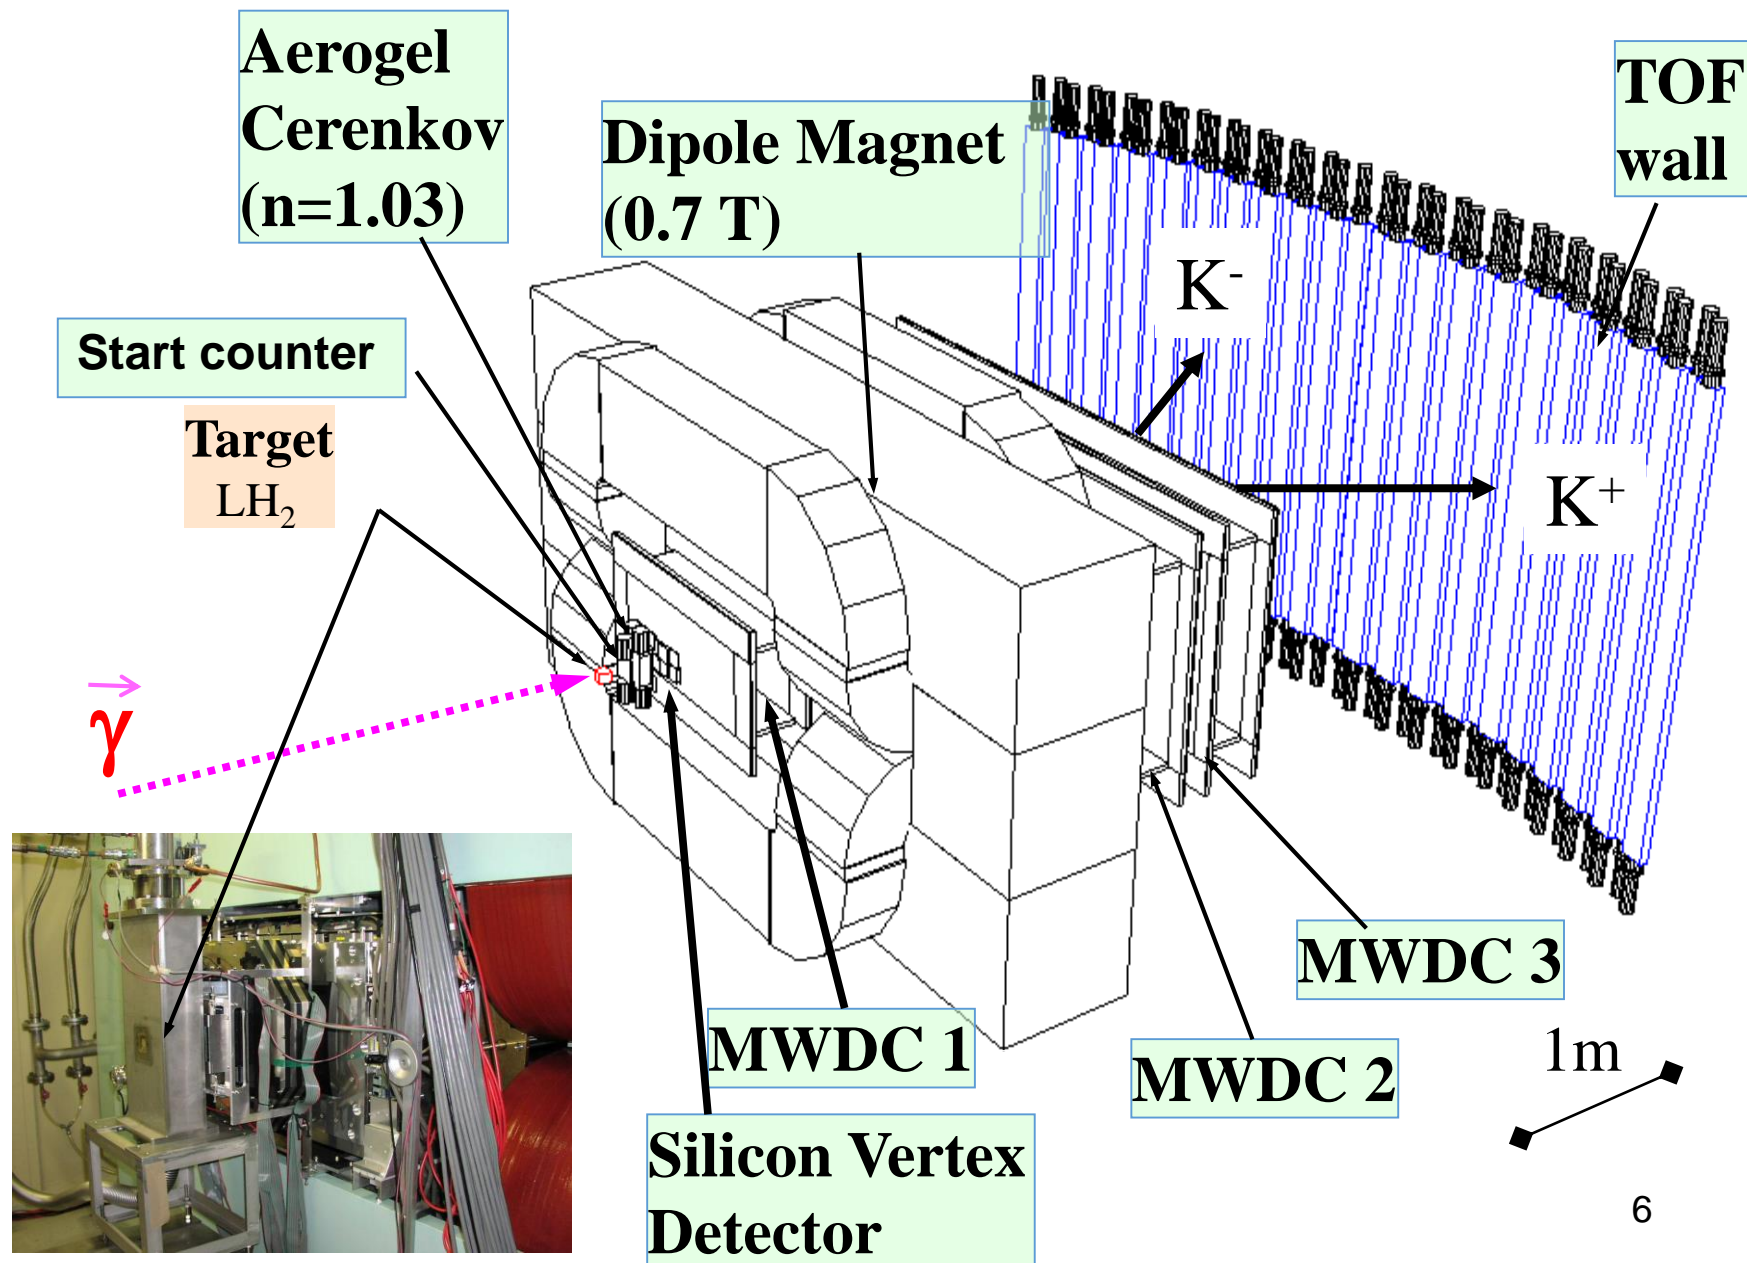 Aerogel
Cerenkov
(n=1.03)
Dipole Magnet
(0.7 T)
TOF
wall
K⁻
Start counter
Target
LH₂
K⁺
γ
MWDC 3
MWDC 1
MWDC 2
1m
Silicon Vertex
Detector
6